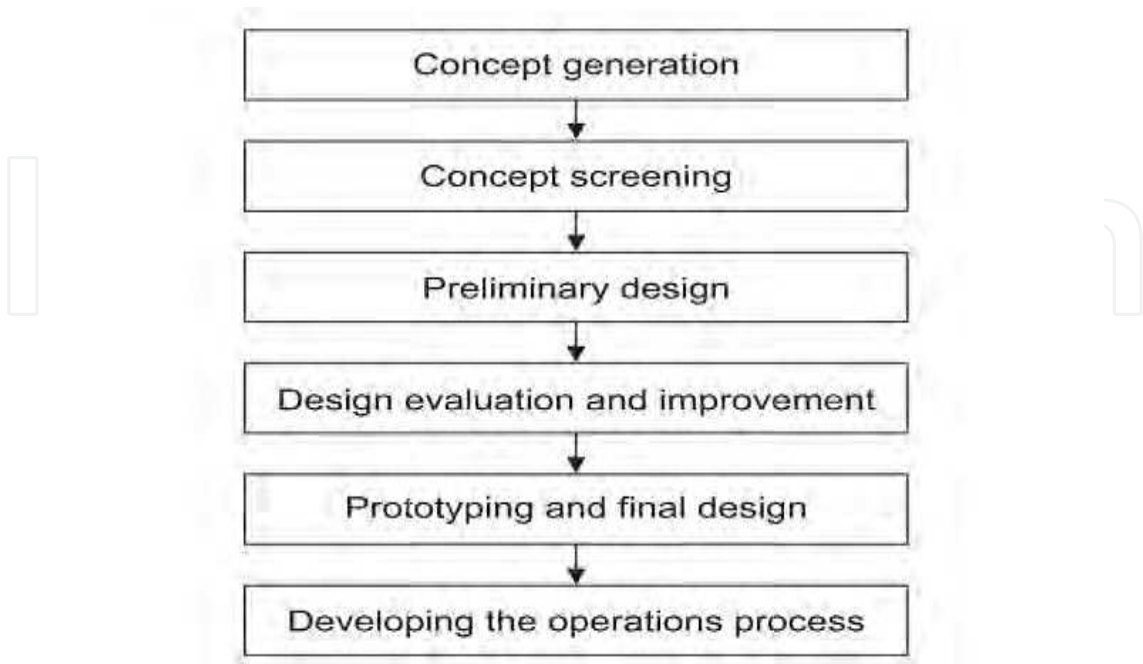 Concept generation
Concept screening
Preliminary design
Design evaluation and improvement
Prototyping and final design
Developing the operations process